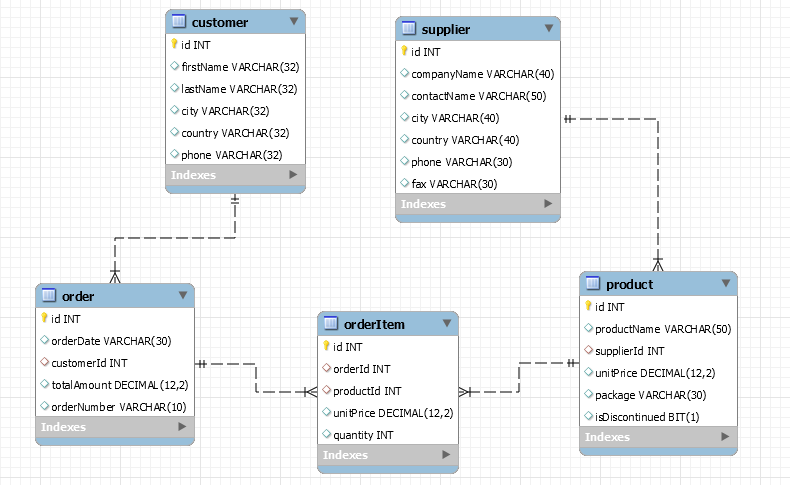 customer
id INT
firstName VARCHAR(32)
lastName VARCHAR(32)
city VARCHAR(32)
country VARCHAR(32)
phone VARCHAR(32)
Indexes
supplier
id INT
companyName VARCHAR(40)
contactName VARCHAR(50)
city VARCHAR(40)
country VARCHAR(40)
phone VARCHAR(30)
fax VARCHAR(30)
Indexes
order
id INT
orderDate VARCHAR(30)
customerId INT
totalAmount DECIMAL(12,2)
orderNumber VARCHAR(10)
Indexes
orderItem
id INT
orderId INT
productId INT
unitPrice DECIMAL(12,2)
quantity INT
Indexes
product
id INT
productName VARCHAR(50)
supplierId INT
unitPrice DECIMAL(12,2)
package VARCHAR(30)
isDiscontinued BIT(1)
Indexes